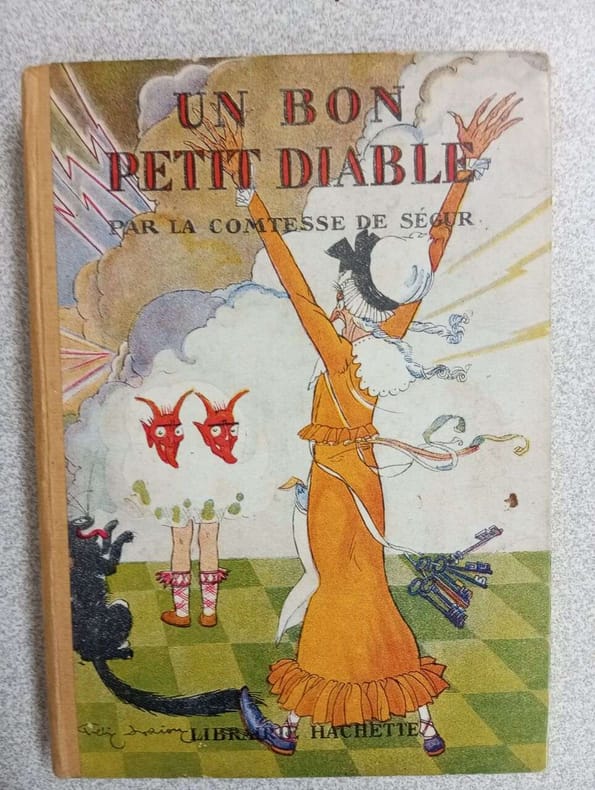 UN BON
PETIT DIABLE
PAR LA COMTESSE DE SÉGUR
LIBRAIRIE HACHETTE